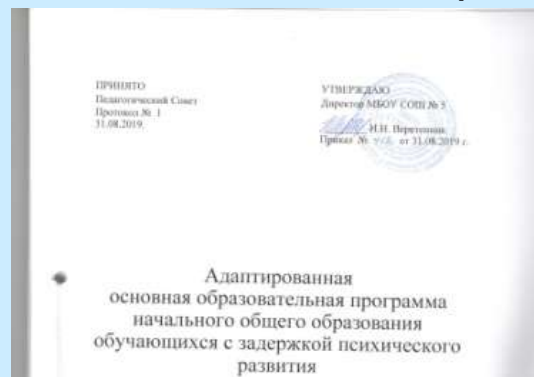 ПРИНЯТО
Педагогический Совет
Протокол № 1
31.08.2019.
УТВЕРЖДАЮ
Директор МБОУ СОШ № 5
И.Н.
Приказ № от 31.08.2019 г.
Адаптированная
основная образовательная программа
начального общего образования
обучающихся с задержкой психического
развития